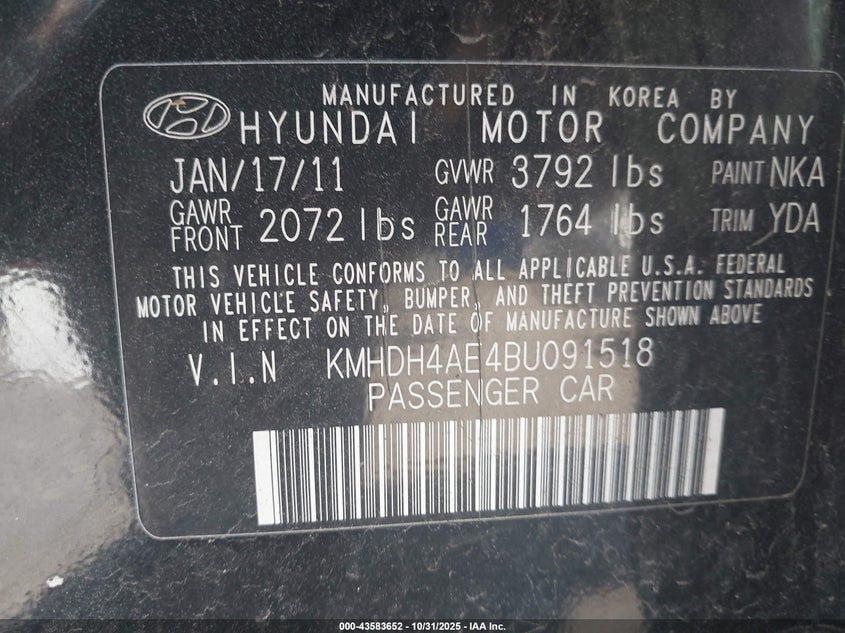 MANUFACTURED IN KOREA BY
HYUNDAI MOTOR COMPANY
JAN/17/11 GVWR 3792 lbs PAINT NKA
GAWR FRONT 2072 lbs GAWR REAR 1764 lbs TRIM YDA
THIS VEHICLE CONFORMS TO ALL APPLICABLE U.S.A. FEDERAL
MOTOR VEHICLE SAFETY, BUMPER, AND THEFT PREVENTION STANDARDS
IN EFFECT ON THE DATE OF MANUFACTURE SHOWN ABOVE
V.I.N KMHDH4AE4BU091518
PASSENGER CAR
000-43583652 - 10/31/2025 - IAA Inc.